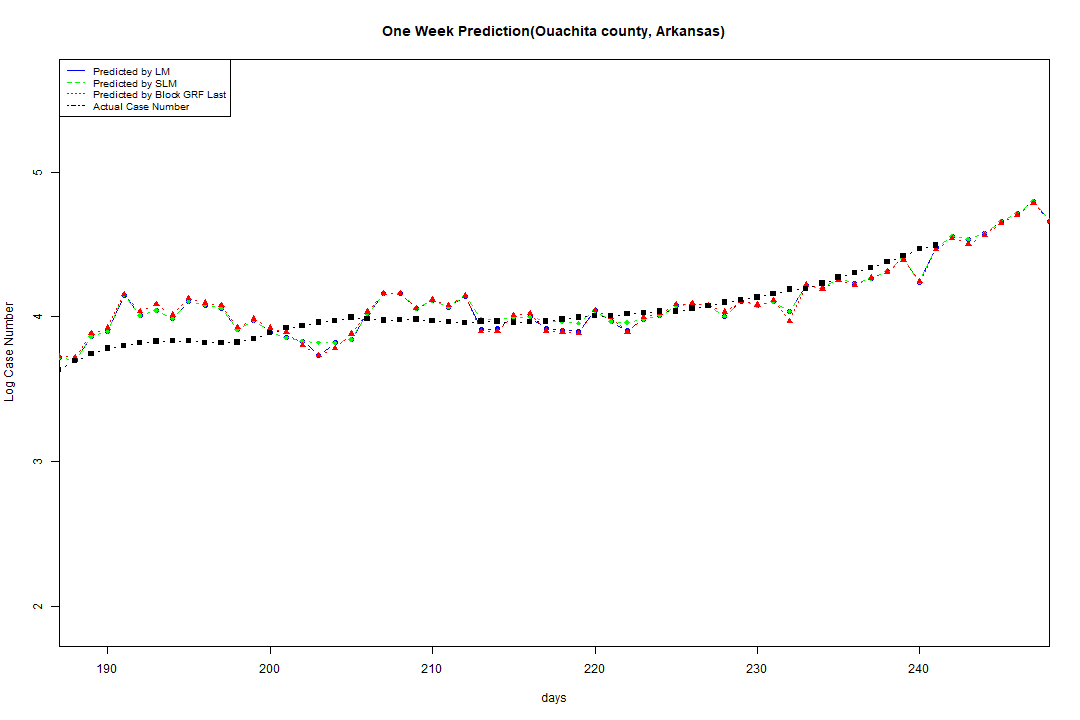 One Week Prediction(Ouachita county, Arkansas)
Predicted by LM
Predicted by SLM
Predicted by Block GRF Last
Actual Case Number
5
4
3
2
Log Case Number
190 200 210 220 230 240
days